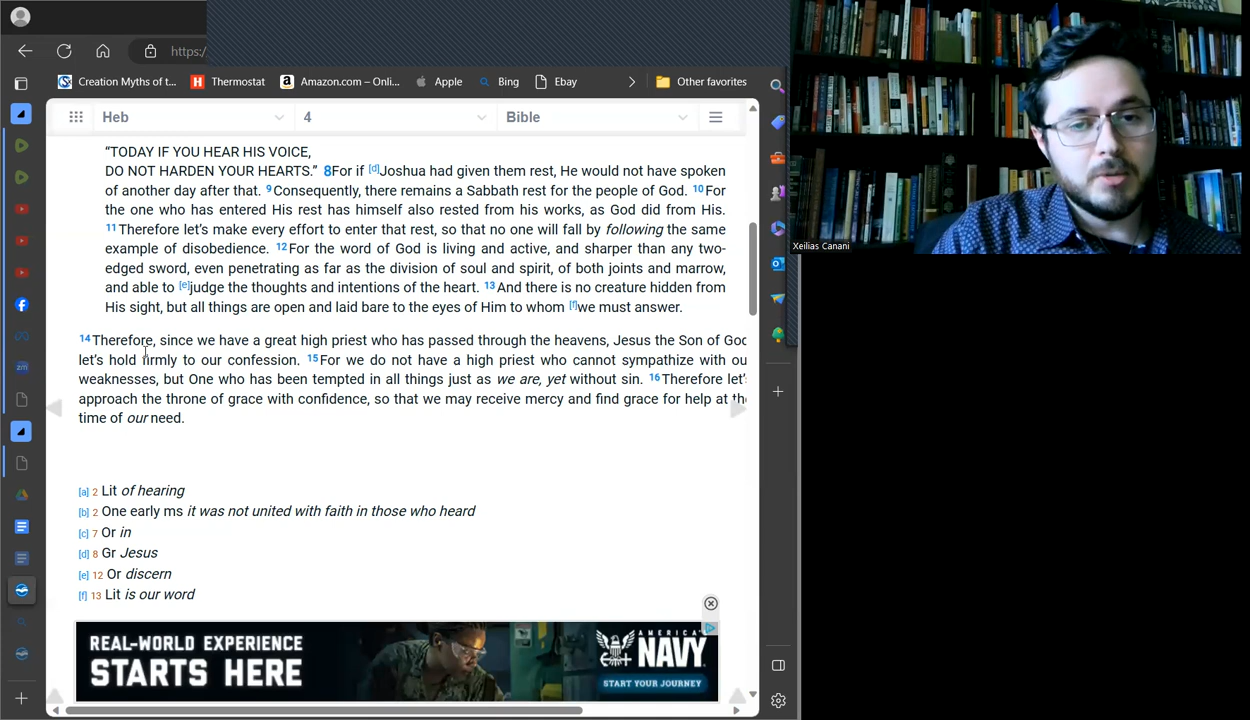 https:/
Creation Myths of t...
Thermostat
Amazon.com – Onli...
Apple
Bing
Ebay
Other favorites
Heb
4
Bible
“TODAY IF YOU HEAR HIS VOICE,
DO NOT HARDEN YOUR HEARTS.” 8For if [d]Joshua had given them rest, He would not have spoken
of another day after that. 9Consequently, there remains a Sabbath rest for the people of God. 10For
the one who has entered His rest has himself also rested from his works, as God did from His.
11Therefore let’s make every effort to enter that rest, so that no one will fall by following the same
example of disobedience. 12For the word of God is living and active, and sharper than any two-
edged sword, even penetrating as far as the division of soul and spirit, of both joints and marrow,
and able to [e]judge the thoughts and intentions of the heart. 13And there is no creature hidden from
His sight, but all things are open and laid bare to the eyes of Him to whom [f]we must answer.
14Therefore, since we have a great high priest who has passed through the heavens, Jesus the Son of God
let’s hold firmly to our confession. 15For we do not have a high priest who cannot sympathize with ou
weaknesses, but One who has been tempted in all things just as we are, yet without sin. 16Therefore let’s
approach the throne of grace with confidence, so that we may receive mercy and find grace for help at the
time of our need.
[a] 2 Lit of hearing
[b] 2 One early ms it was not united with faith in those who heard
[c] 7 Or in
[d] 8 Gr Jesus
[e] 12 Or discern
[f] 13 Lit is our word
REAL-WORLD EXPERIENCE
STARTS HERE
AMERICA'S
NAVY
START YOUR JOURNEY
Xeilias Canani
zm